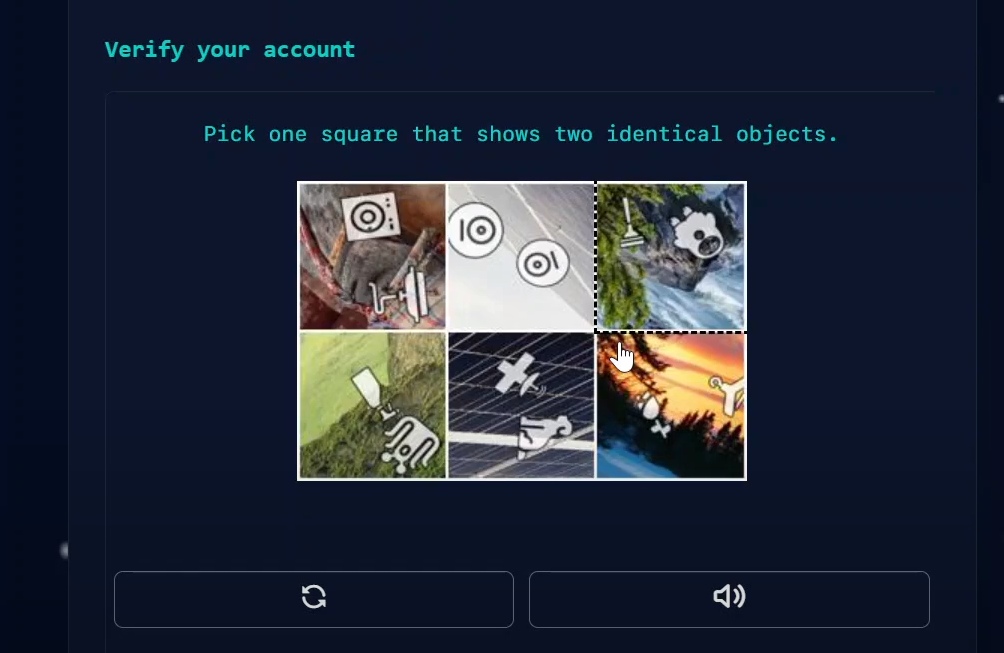 Verify your account
Pick one square that shows two identical objects.